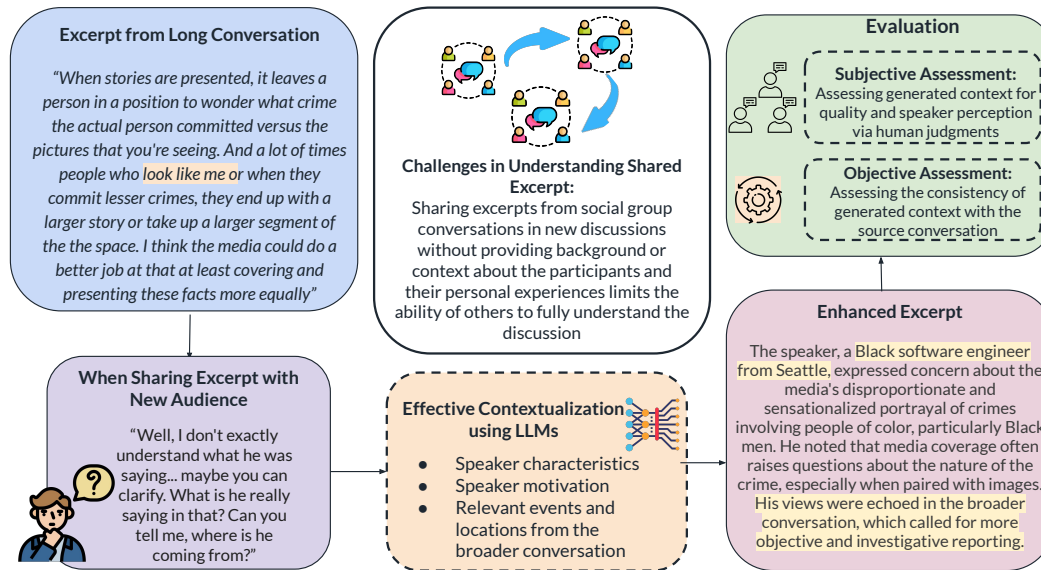 Excerpt from Long Conversation
“When stories are presented, it leaves a
person in a position to wonder what crime
the actual person committed versus the
pictures that you're seeing. And a lot of times
people who look like me or when they
commit lesser crimes, they end up with a
larger story or take up a larger segment of
the the space. I think the media could do a
better job at that at least covering and
presenting these facts more equally”
Challenges in Understanding Shared
Excerpt:
Sharing excerpts from social group
conversations in new discussions
without providing background or
context about the participants and
their personal experiences limits the
ability of others to fully understand the
discussion
Evaluation
Subjective Assessment:
Assessing generated context for
quality and speaker perception
via human judgments
Objective Assessment:
Assessing the consistency of
generated context with the
source conversation
When Sharing Excerpt with
New Audience
“Well, I don't exactly
understand what he was
saying... maybe you can
clarify. What is he really
saying in that? Can you
tell me, where is he
coming from?”
?
Effective Contextualization
using LLMs
● Speaker characteristics
● Speaker motivation
● Relevant events and
locations from the
broader conversation
Enhanced Excerpt
The speaker, a Black software engineer
from Seattle, expressed concern about the
media's disproportionate and
sensationalized portrayal of crimes
involving people of color, particularly Black
men. He noted that media coverage often
raises questions about the nature of the
crime, especially when paired with images.
His views were echoed in the broader
conversation, which called for more
objective and investigative reporting.